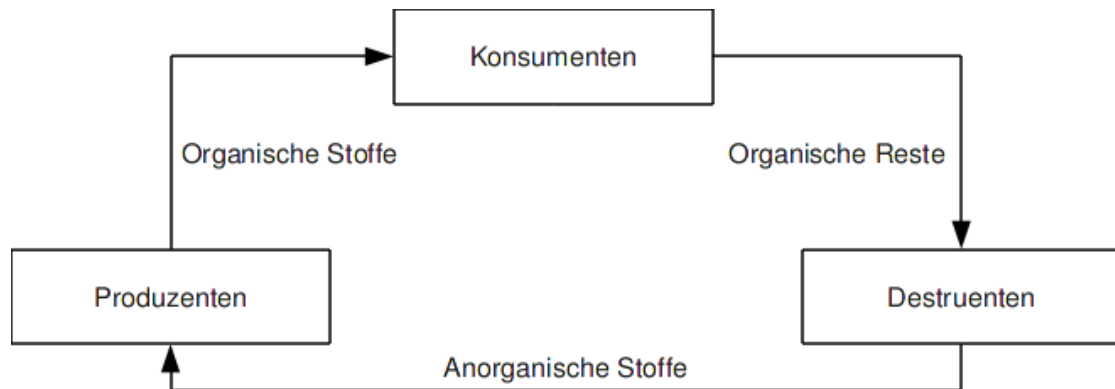 Konsumenten
Organische Stoffe
Organische Reste
Produzenten
Destruenten
Anorganische Stoffe